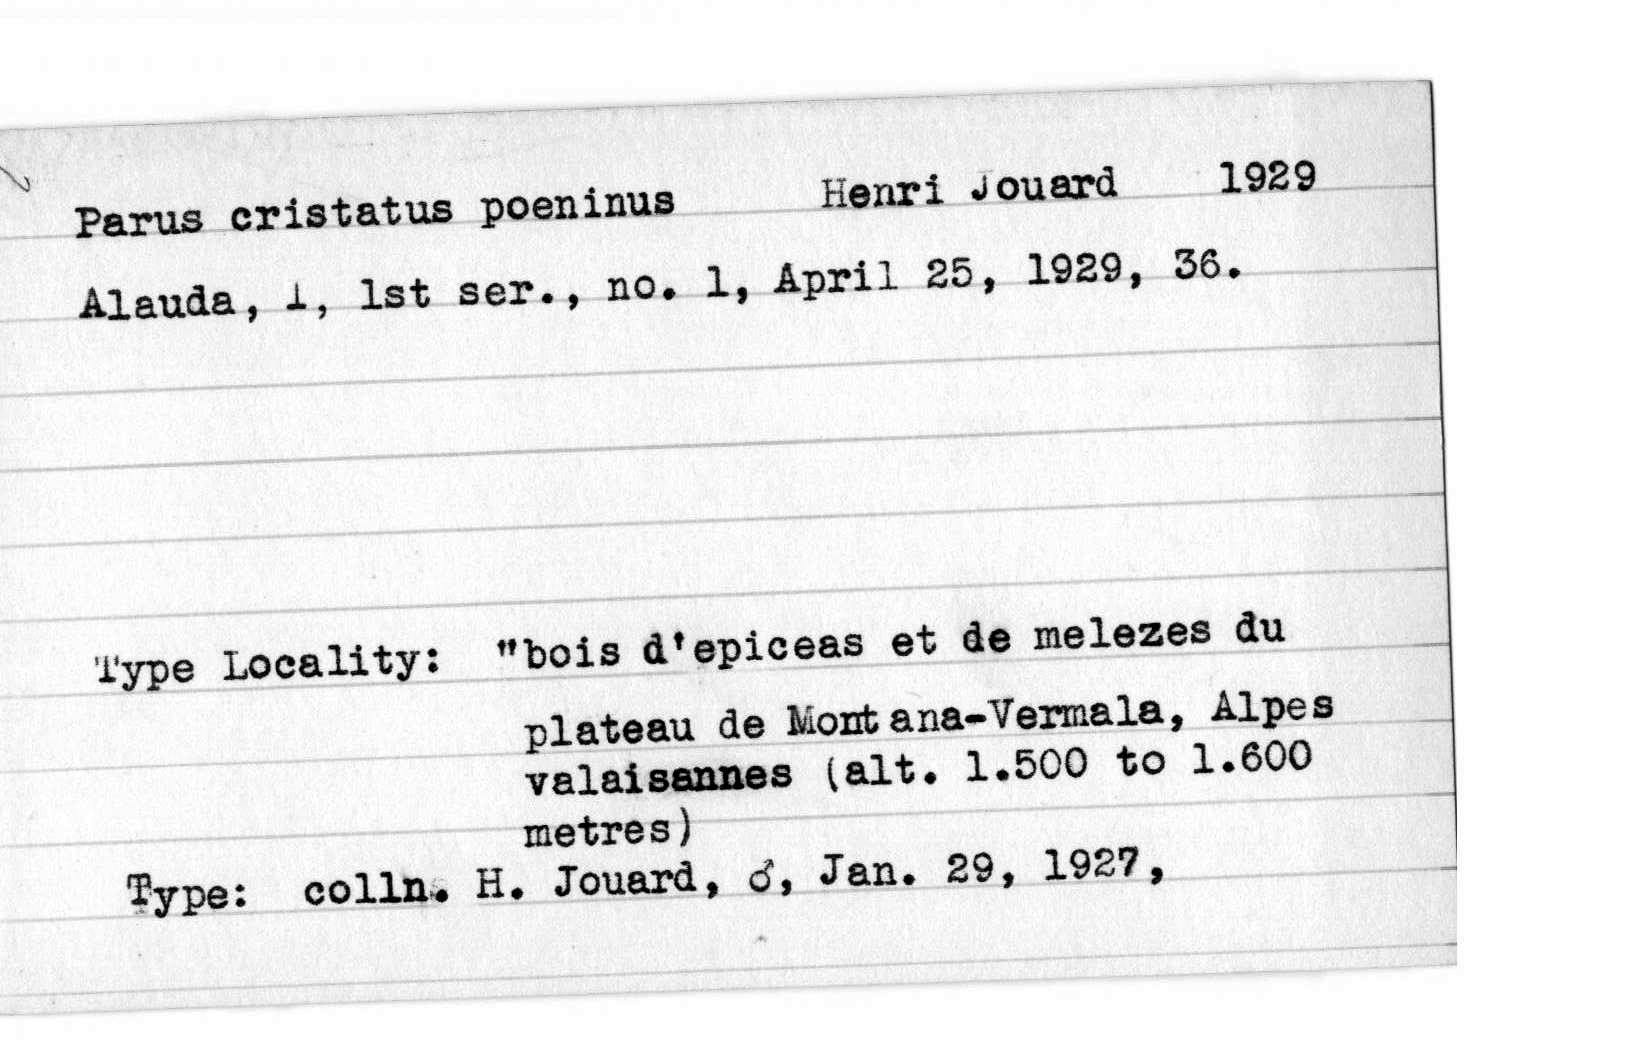 Parus cristatus poeninus Henri Jouard 1929
Alauda, 1, 1st ser., no. 1, April 25, 1929, 36.
Type Locality: "bois d'epiceas et de melezes du
plateau de Montana-Vermala, Alpes
valaisannes (alt. 1.500 to 1.600
metres)
Type: colln. H. Jouard, ♂, Jan. 29, 1927,